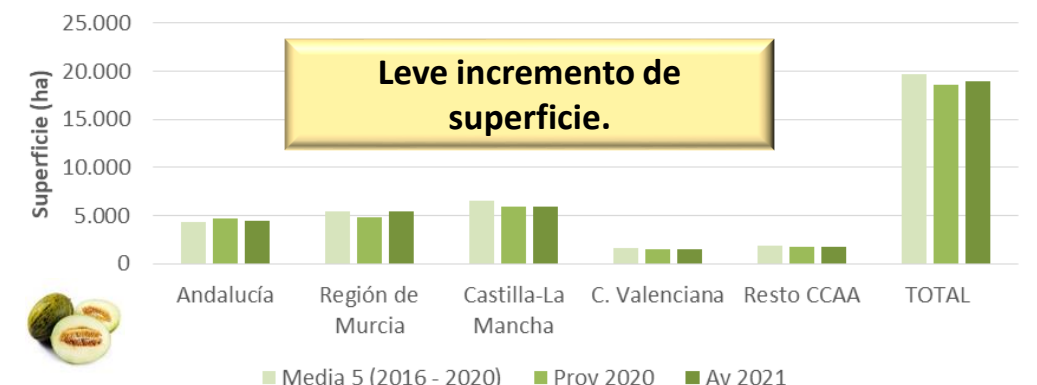 25.000
20.000
15.000
10.000
5.000
0
Superficie (ha)
Leve incremento de
superficie.
Andalucía
Región de
Murcia
Castilla-La
Mancha
C. Valenciana
Resto CCAA
TOTAL
Media 5 (2016 - 2020) Prov 2020 Av 2021